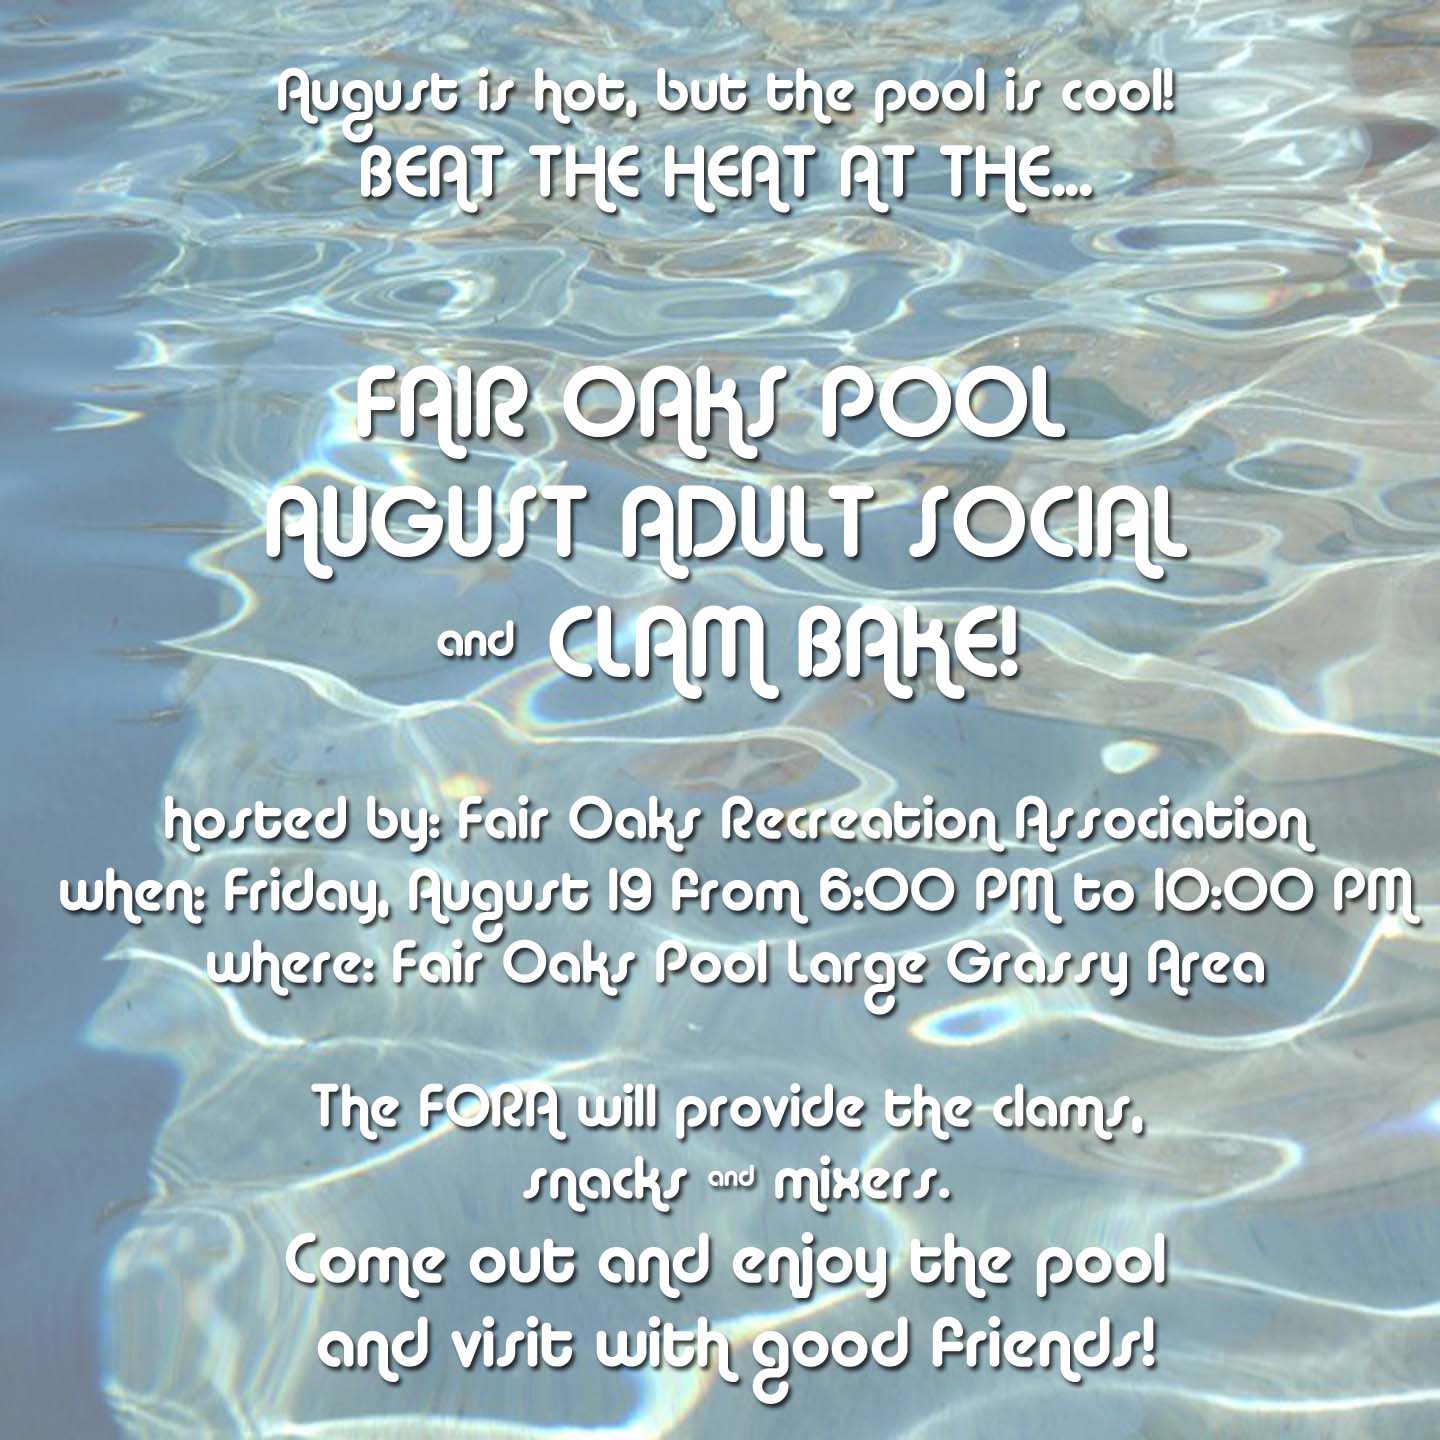 August is hot, but the pool is cool!
BEAT THE HEAT AT THE...
FAIR OAKS POOL
AUGUST ADULT SOCIAL
and CLAM BAKE!
hosted by: Fair Oaks Recreation Association
when: Friday, August 19 from 6:00 PM to 10:00 PM
where: Fair Oaks Pool Large Grassy Area
The FORA will provide the clams,
snacks and mixers.
Come out and enjoy the pool
and visit with good friends!